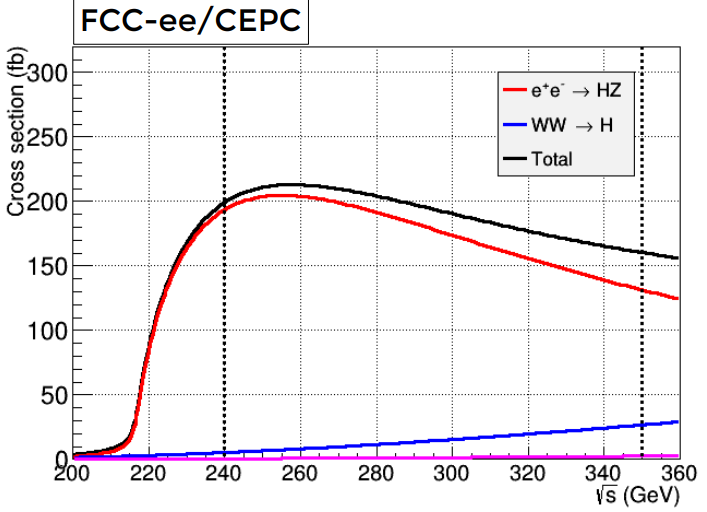 FCC-ee/CEPC
Cross section (fb)
300
250
200
150
100
50
0
e⁺e⁻ → HZ
WW → H
Total
200 220 240 260 280 300 320 340 360
√s (GeV)